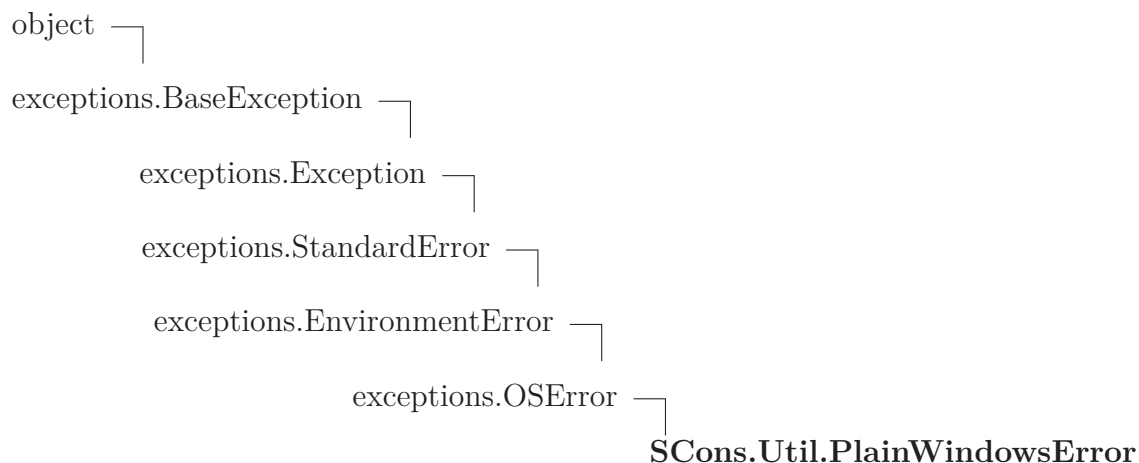 object
exceptions.BaseException
exceptions.Exception
exceptions.StandardError
exceptions.EnvironmentError
exceptions.OSError
SCons.Util.PlainWindowsError